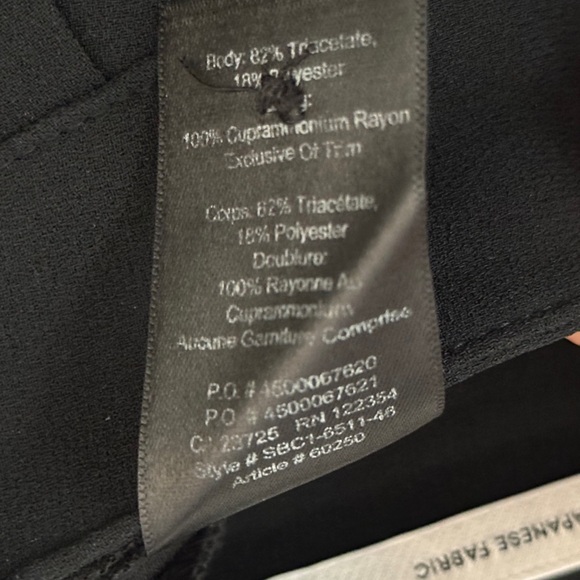 Body: 82% Triacetate,
18% Polyester
100% Cuprammonium Rayon
Exclusive Of Trim
Corps: 82% Triacétate,
18% Polyester
Doublure:
100% Rayonne Au
Cuprammonium
Aucune Garniture Comprise
P.O. # 4500067620
P.O. # 4500067621
23725 RN 122354
Style # SBC1-6511-46
Article # 60250
JAPANESE FABRIC